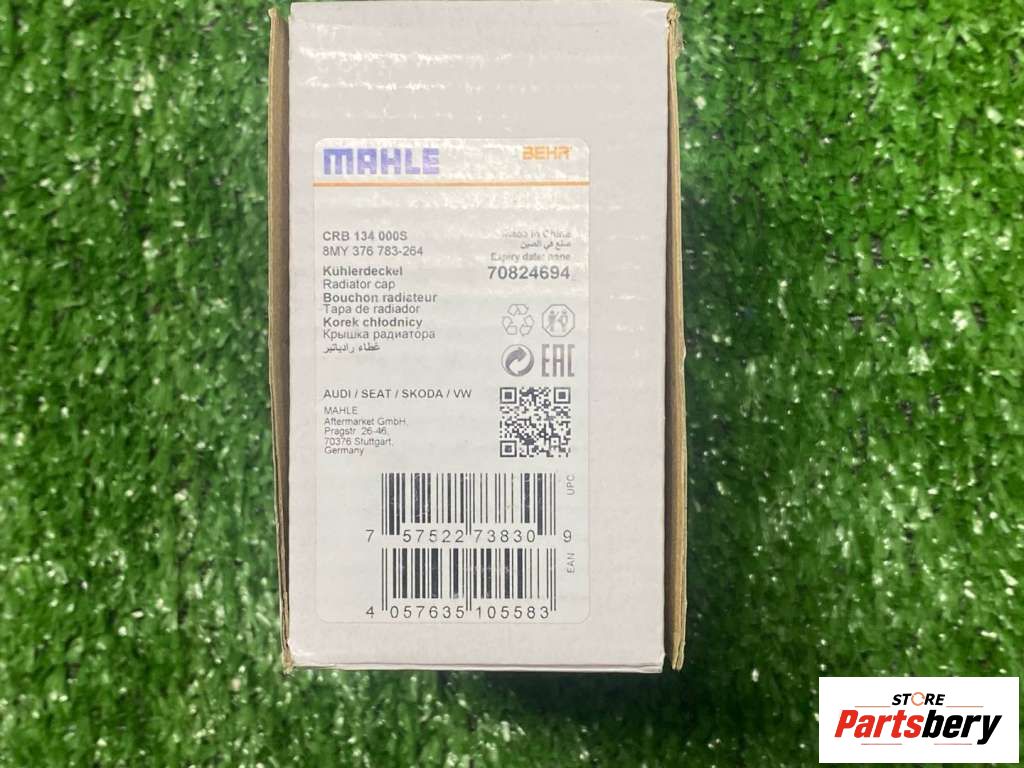 MAHLE
BEHR
CRB 134 000S
8MY 376 783-264
Kühlerdeckel
Radiator cap
Bouchon radiateur
Tapa de radiador
Korek chłodnicy
Крышка радиатора
غطاء رادياتير
Made in China
صنع في الصين
Expiry date: none
70824694
EAC
AUDI / SEAT / SKODA / VW
MAHLE
Aftermarket GmbH,
Pragstr. 26-46,
70376 Stuttgart,
Germany
UPC
7 57522 73830 9
EAN
4 057635 105583
STORE
Partsbery